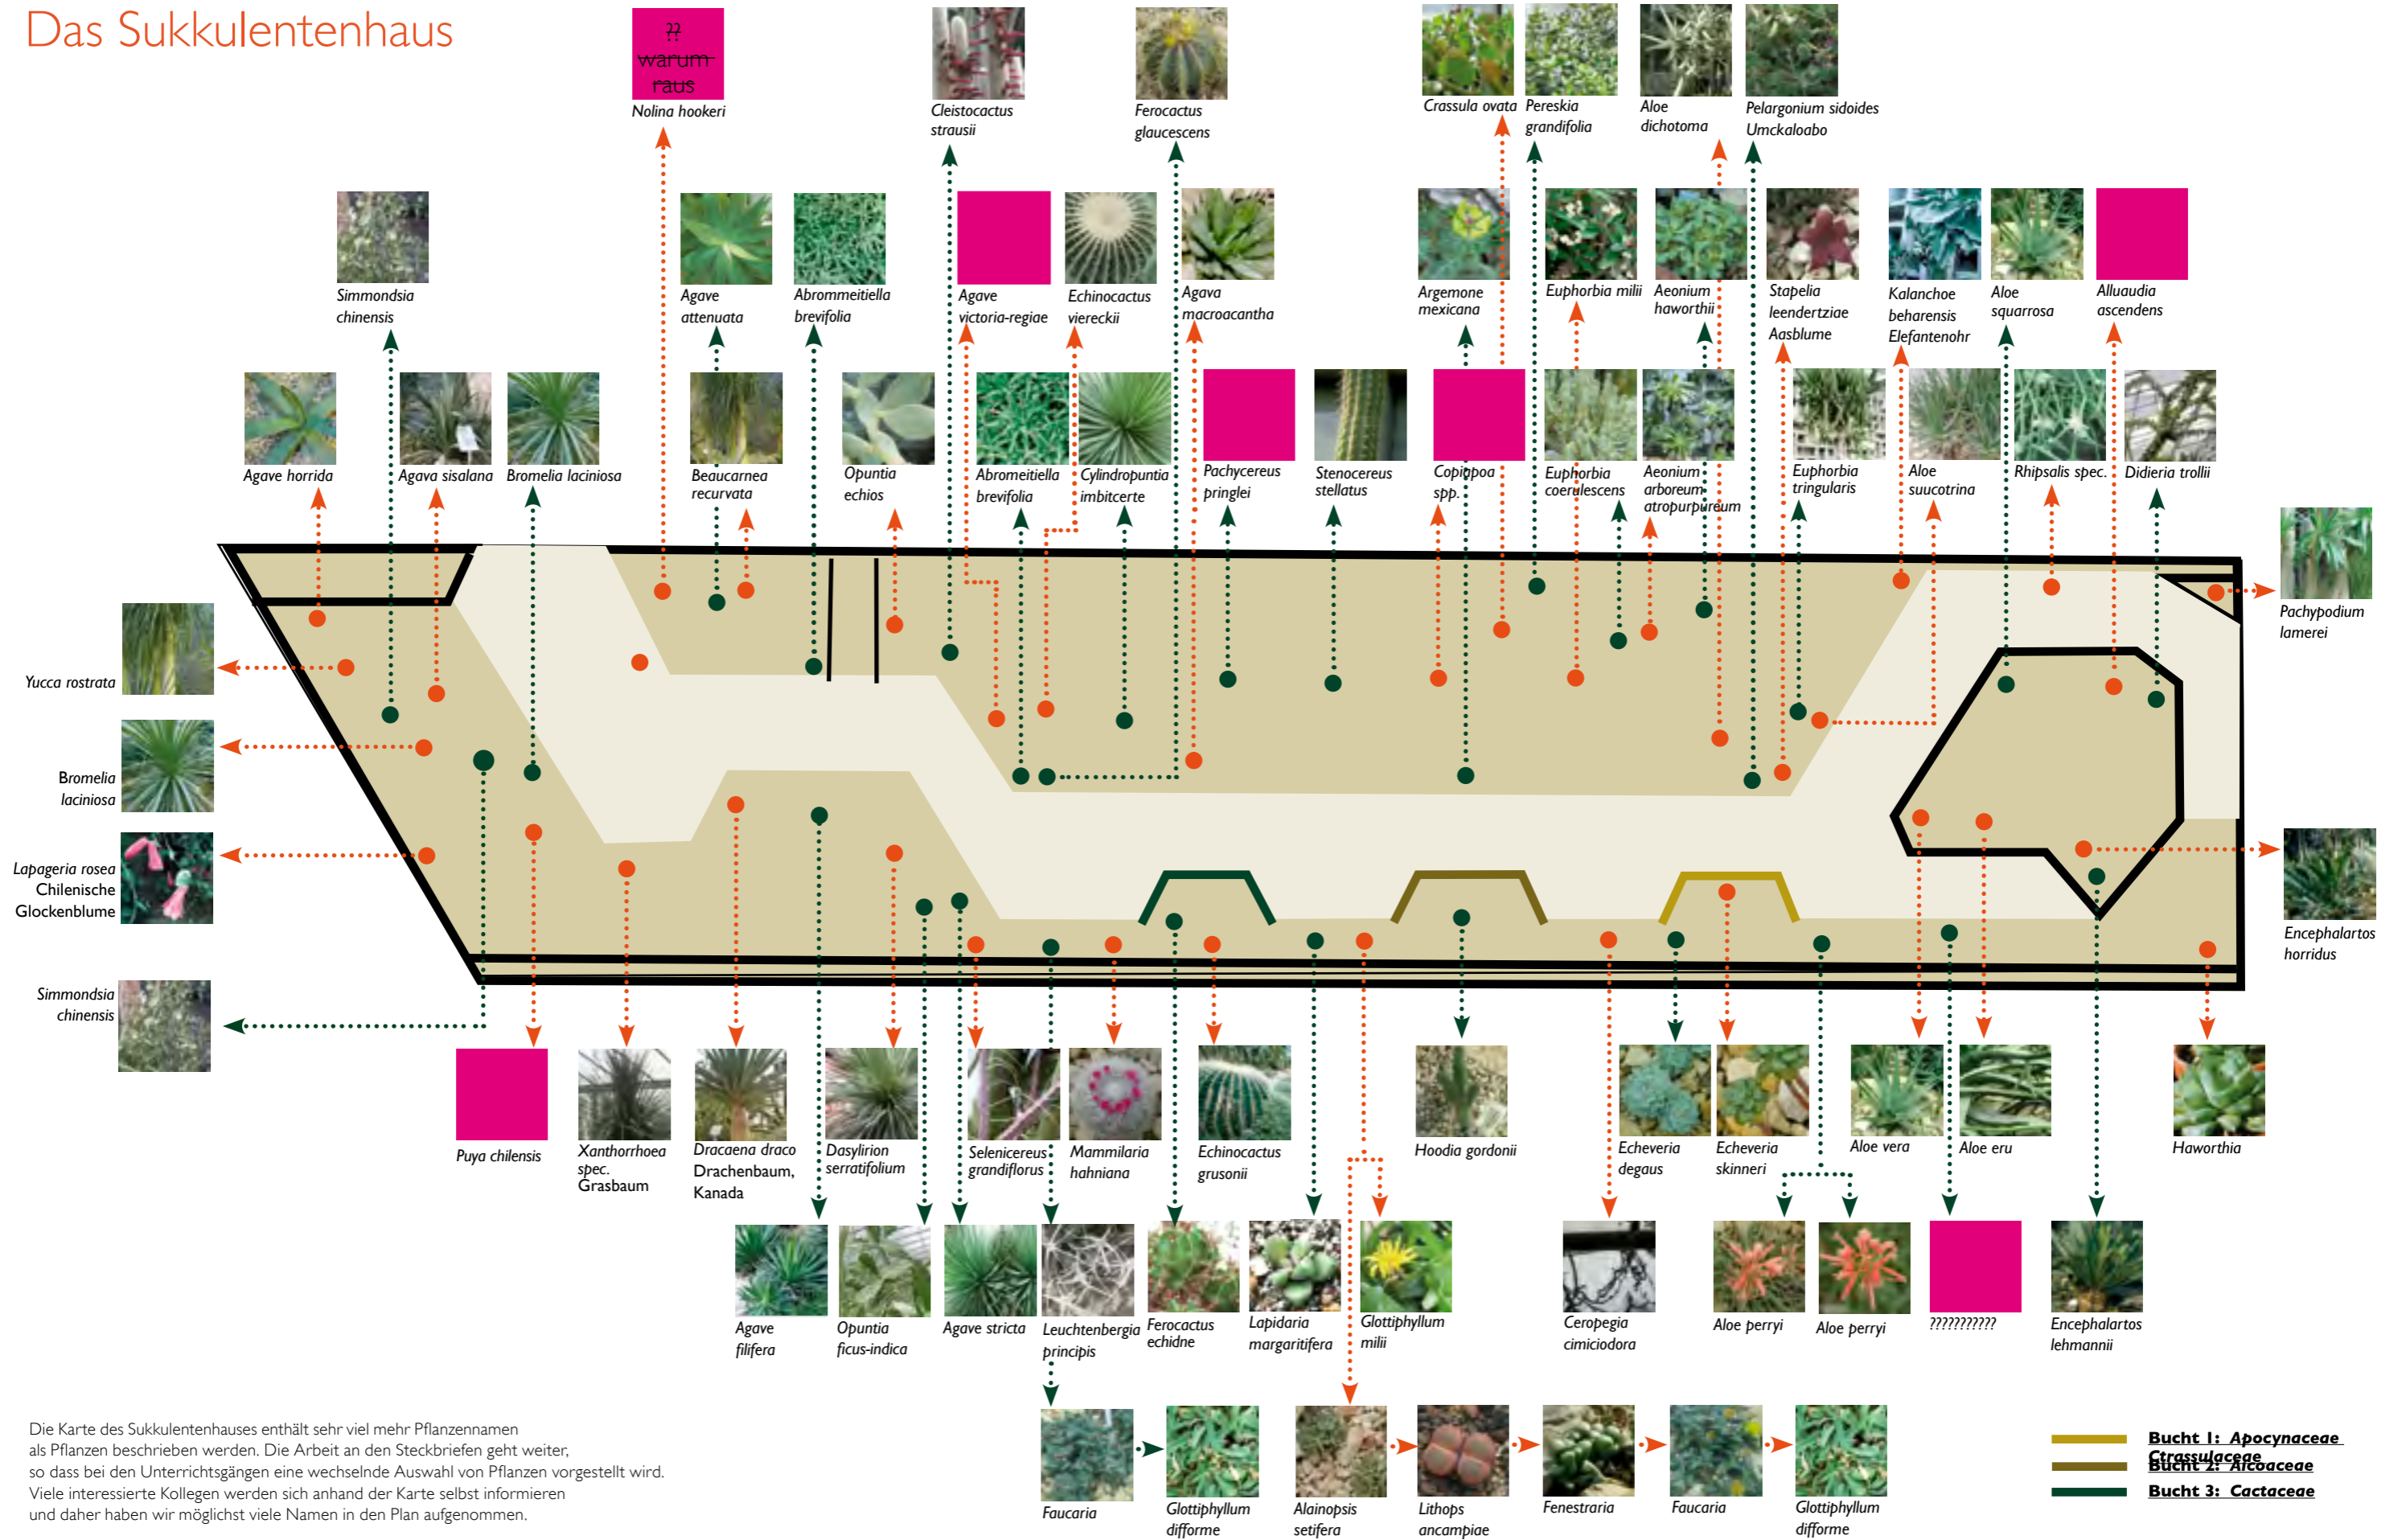 Das Sukkulentenhaus
??
warum
raus
Nolina hookeri
Cleistocactus
strausii
Ferocactus
glaucescens
Crassula ovata
Pereskia
grandifolia
Aloe
dichotoma
Pelargonium sidoides
Umckaloabo
Simmondsia
chinensis
Agave
attenuata
Abrommeitiella
brevifolia
Agave
victoria-regiae
Echinocactus
viereckii
Agava
macroacantha
Argemone
mexicana
Euphorbia milii
Aeonium
haworthii
Stapelia
leendertziae
Aasblume
Kalanchoe
beharensis
Elefantenohr
Aloe
squarrosa
Alluaudia
ascendens
Agave horrida
Agava sisalana
Bromelia laciniosa
Beaucarnea
recurvata
Opuntia
echios
Abromeitiella
brevifolia
Cylindropuntia
imbitcerte
Pachycereus
pringlei
Stenocereus
stellatus
Copiapoa
spp.
Euphorbia
coerulescens
Aeonium
arboreum
atropurpureum
Euphorbia
tringularis
Aloe
suucotrina
Rhipsalis spec.
Didieria trollii
Pachypodium
lamerei
Yucca rostrata
Bromelia
laciniosa
Lapageria rosea
Chilenische
Glockenblume
Simmondsia
chinensis
Encephalartos
horridus
Puya chilensis
Xanthorrhoea
spec.
Grasbaum
Dracaena draco
Drachenbaum,
Kanada
Dasylirion
serratifolium
Selenicereus
grandiflorus
Mammilaria
hahniana
Echinocactus
grusonii
Hoodia gordonii
Echeveria
degaus
Echeveria
skinneri
Aloe vera
Aloe eru
Haworthia
Agave
filifera
Opuntia
ficus-indica
Agave stricta
Leuchtenbergia
principis
Ferocactus
echidne
Lapidaria
margaritifera
Glottiphyllum
milii
Ceropegia
cimiciodora
Aloe perryi
Aloe perryi
???????????
Encephalartos
lehmannii
Faucaria
Glottiphyllum
difforme
Alainopsis
setifera
Lithops
ancampiae
Fenestraria
Faucaria
Glottiphyllum
difforme
Die Karte des Sukkulentenhauses enthält sehr viel mehr Pflanzennamen
als Pflanzen beschrieben werden. Die Arbeit an den Steckbriefen geht weiter,
so dass bei den Unterrichtsgängen eine wechselnde Auswahl von Pflanzen vorgestellt wird.
Viele interessierte Kollegen werden sich anhand der Karte selbst informieren
und daher haben wir möglichst viele Namen in den Plan aufgenommen.
Bucht 1: Apocynaceae
Ctrassulaceae
Bucht 2: Aicoaceae
Bucht 3: Cactaceae